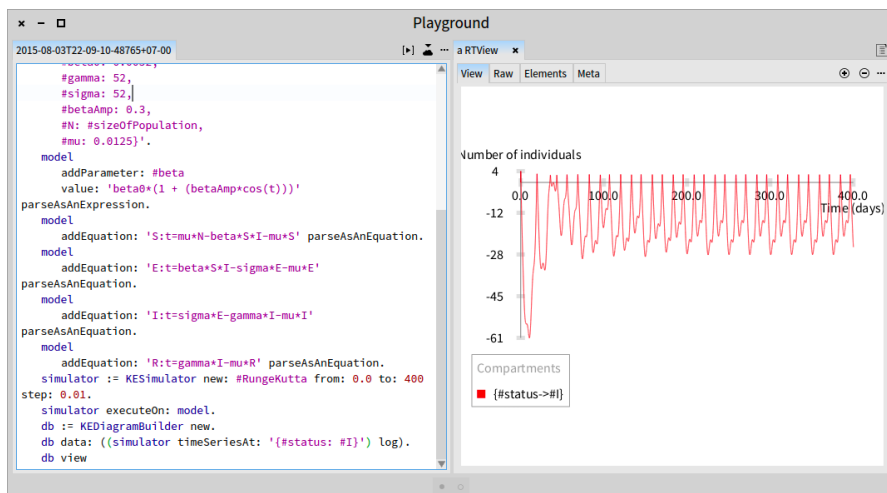 Playground
2015-08-03T22-09-10-48765+07-00
#gamma: 52,
#sigma: 52,
#betaAmp: 0.3,
#N: #sizeOfPopulation,
#mu: 0.0125}'.
model
addParameter: #beta
value: 'beta0*(1 + (betaAmp*cos(t)))'
parseAsAnExpression.
model
addEquation: 'S:t=mu*N-beta*S*I-mu*S' parseAsAnEquation.
model
addEquation: 'E:t=beta*S*I-sigma*E-mu*E'
parseAsAnEquation.
model
addEquation: 'I:t=sigma*E-gamma*I-mu*I'
parseAsAnEquation.
model
addEquation: 'R:t=gamma*I-mu*R' parseAsAnEquation.
simulator := KESimulator new: #RungeKutta from: 0.0 to: 400
step: 0.01.
simulator executeOn: model.
db := KEDiagramBuilder new.
db data: ((simulator timeSeriesAt: '{#status: #I}') log).
db view
a RTView
View Raw Elements Meta
Number of individuals
4
0.0 100.0 200.0 300.0 400.0
Time (days)
-12
-28
-45
-61
Compartments
{#status->#I}